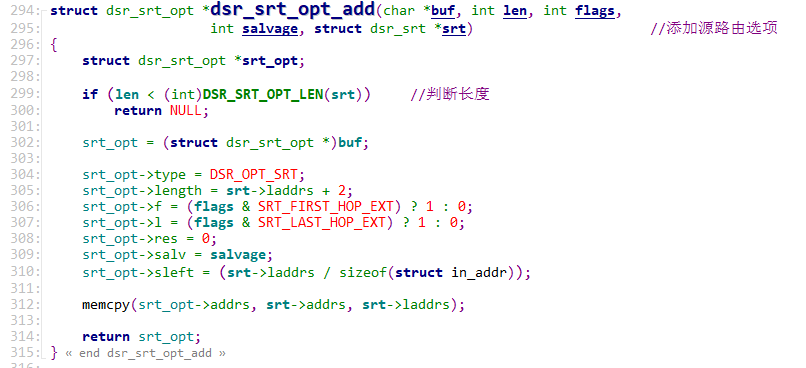 294: struct dsr_srt_opt *dsr_srt_opt_add(char *buf, int len, int flags,
295: int salvage, struct dsr_srt *srt) //添加源路由选项
296: {
297: struct dsr_srt_opt *srt_opt;
298:
299: if (len < (int)DSR_SRT_OPT_LEN(srt)) //判断长度
300: return NULL;
301:
302: srt_opt = (struct dsr_srt_opt *)buf;
303:
304: srt_opt->type = DSR_OPT_SRT;
305: srt_opt->length = srt->laddrs + 2;
306: srt_opt->f = (flags & SRT_FIRST_HOP_EXT) ? 1 : 0;
307: srt_opt->l = (flags & SRT_LAST_HOP_EXT) ? 1 : 0;
308: srt_opt->res = 0;
309: srt_opt->salv = salvage;
310: srt_opt->sleft = (srt->laddrs / sizeof(struct in_addr));
311:
312: memcpy(srt_opt->addrs, srt->addrs, srt->laddrs);
313:
314: return srt_opt;
315: } « end dsr_srt_opt_add »
316: